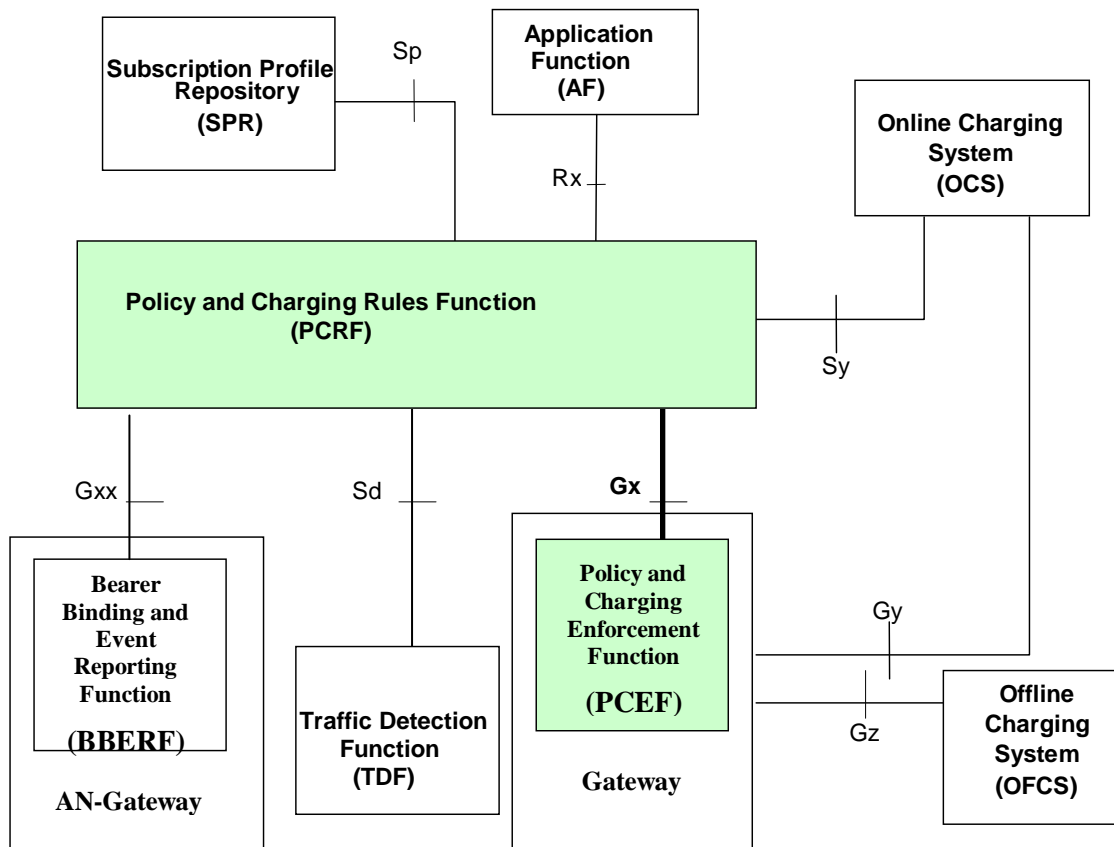 Subscription Profile
Repository
(SPR)
Sp
Application
Function
(AF)
Online Charging
System
(OCS)
Rx
Policy and Charging Rules Function
(PCRF)
Sy
Gxx
Sd
Gx
Bearer
Binding and
Event
Reporting
Function
(BBERF)
AN-Gateway
Traffic Detection
Function
(TDF)
Policy and
Charging
Enforcement
Function
(PCEF)
Gateway
Gy
Gz
Offline
Charging
System
(OFCS)